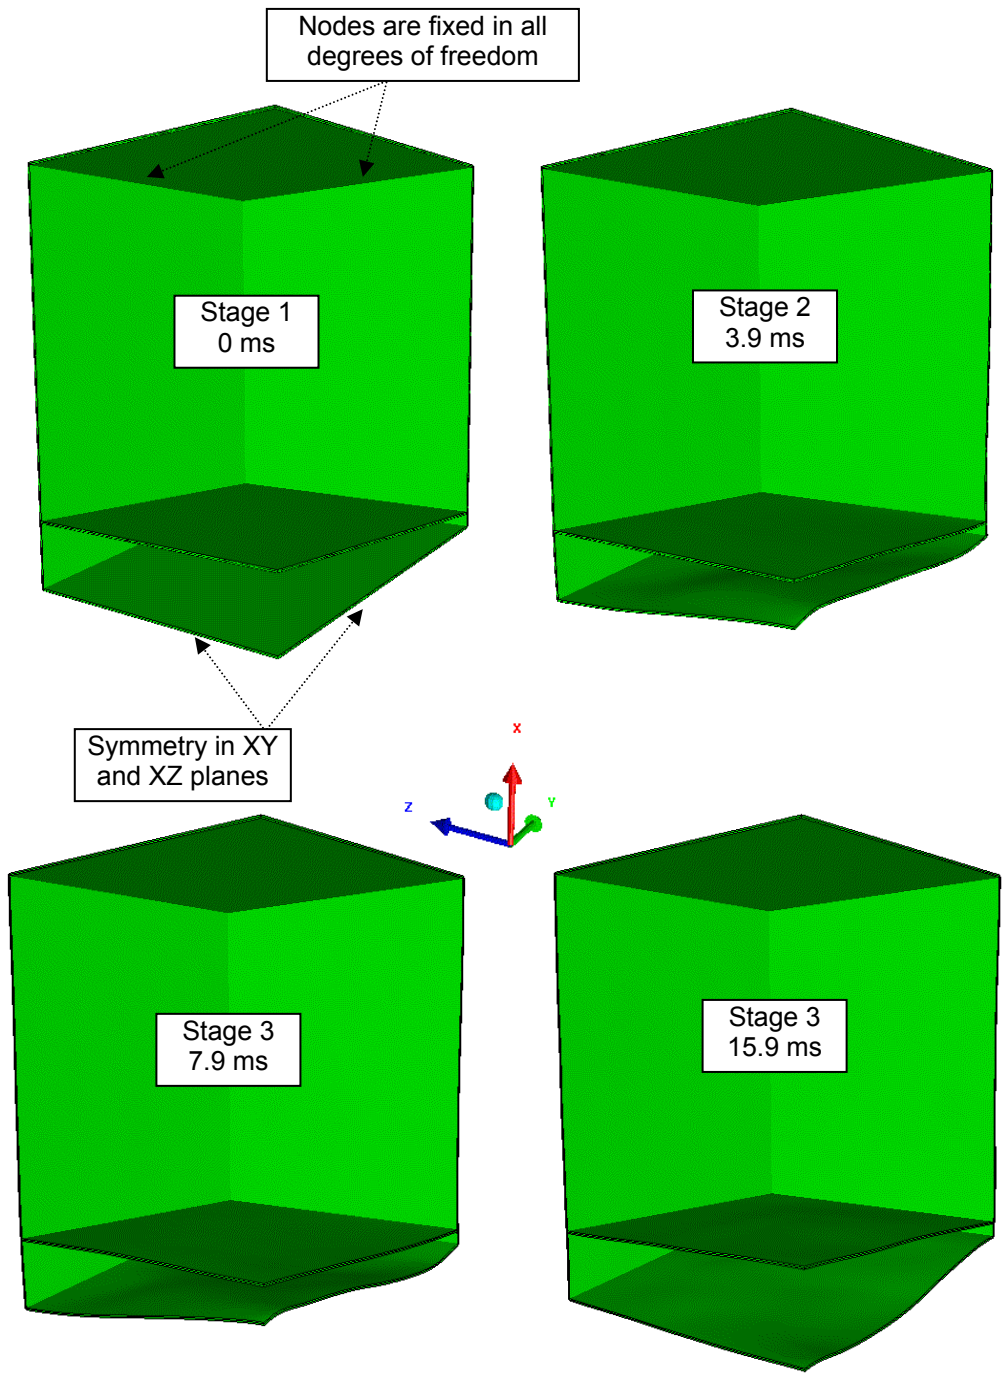 Nodes are fixed in all
degrees of freedom
Stage 1
0 ms
Stage 2
3.9 ms
Symmetry in XY
and XZ planes
X
Y
Z
Stage 3
7.9 ms
Stage 3
15.9 ms